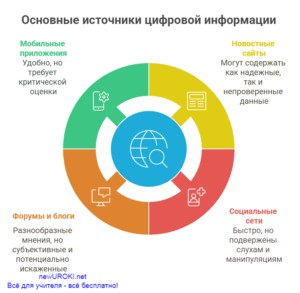 Основные источники цифровой информации
Мобильные
приложения
Удобно, но
требует
критической
оценки
Новостные
сайты
Могут содержать
как надежные,
так и
непроверенные
данные
Форумы и блоги
Разнообразные
мнения, но
субъективные и
потенциально
искаженные
Социальные
сети
Быстро, но
подвержены
слухам и
манипуляциям
newUROKI.net
Всё для учителя - всё бесплатно!